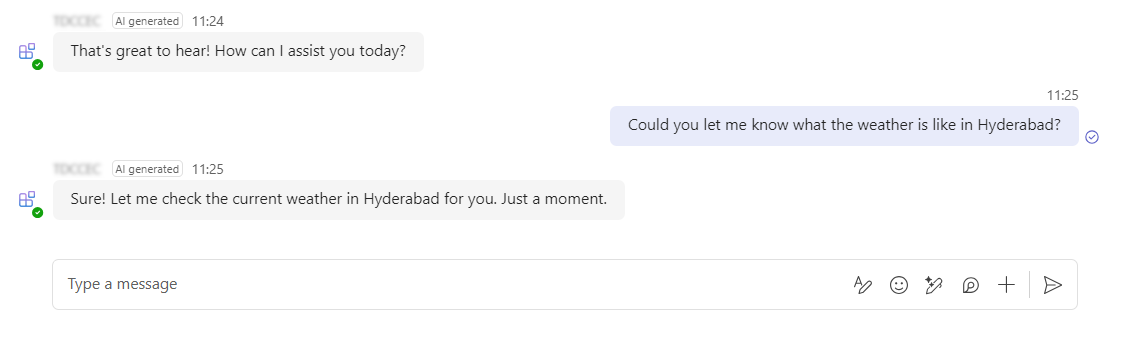 AI generated 11:24
That's great to hear! How can I assist you today?
11:25
Could you let me know what the weather is like in Hyderabad?
AI generated 11:25
Sure! Let me check the current weather in Hyderabad for you. Just a moment.
Type a message